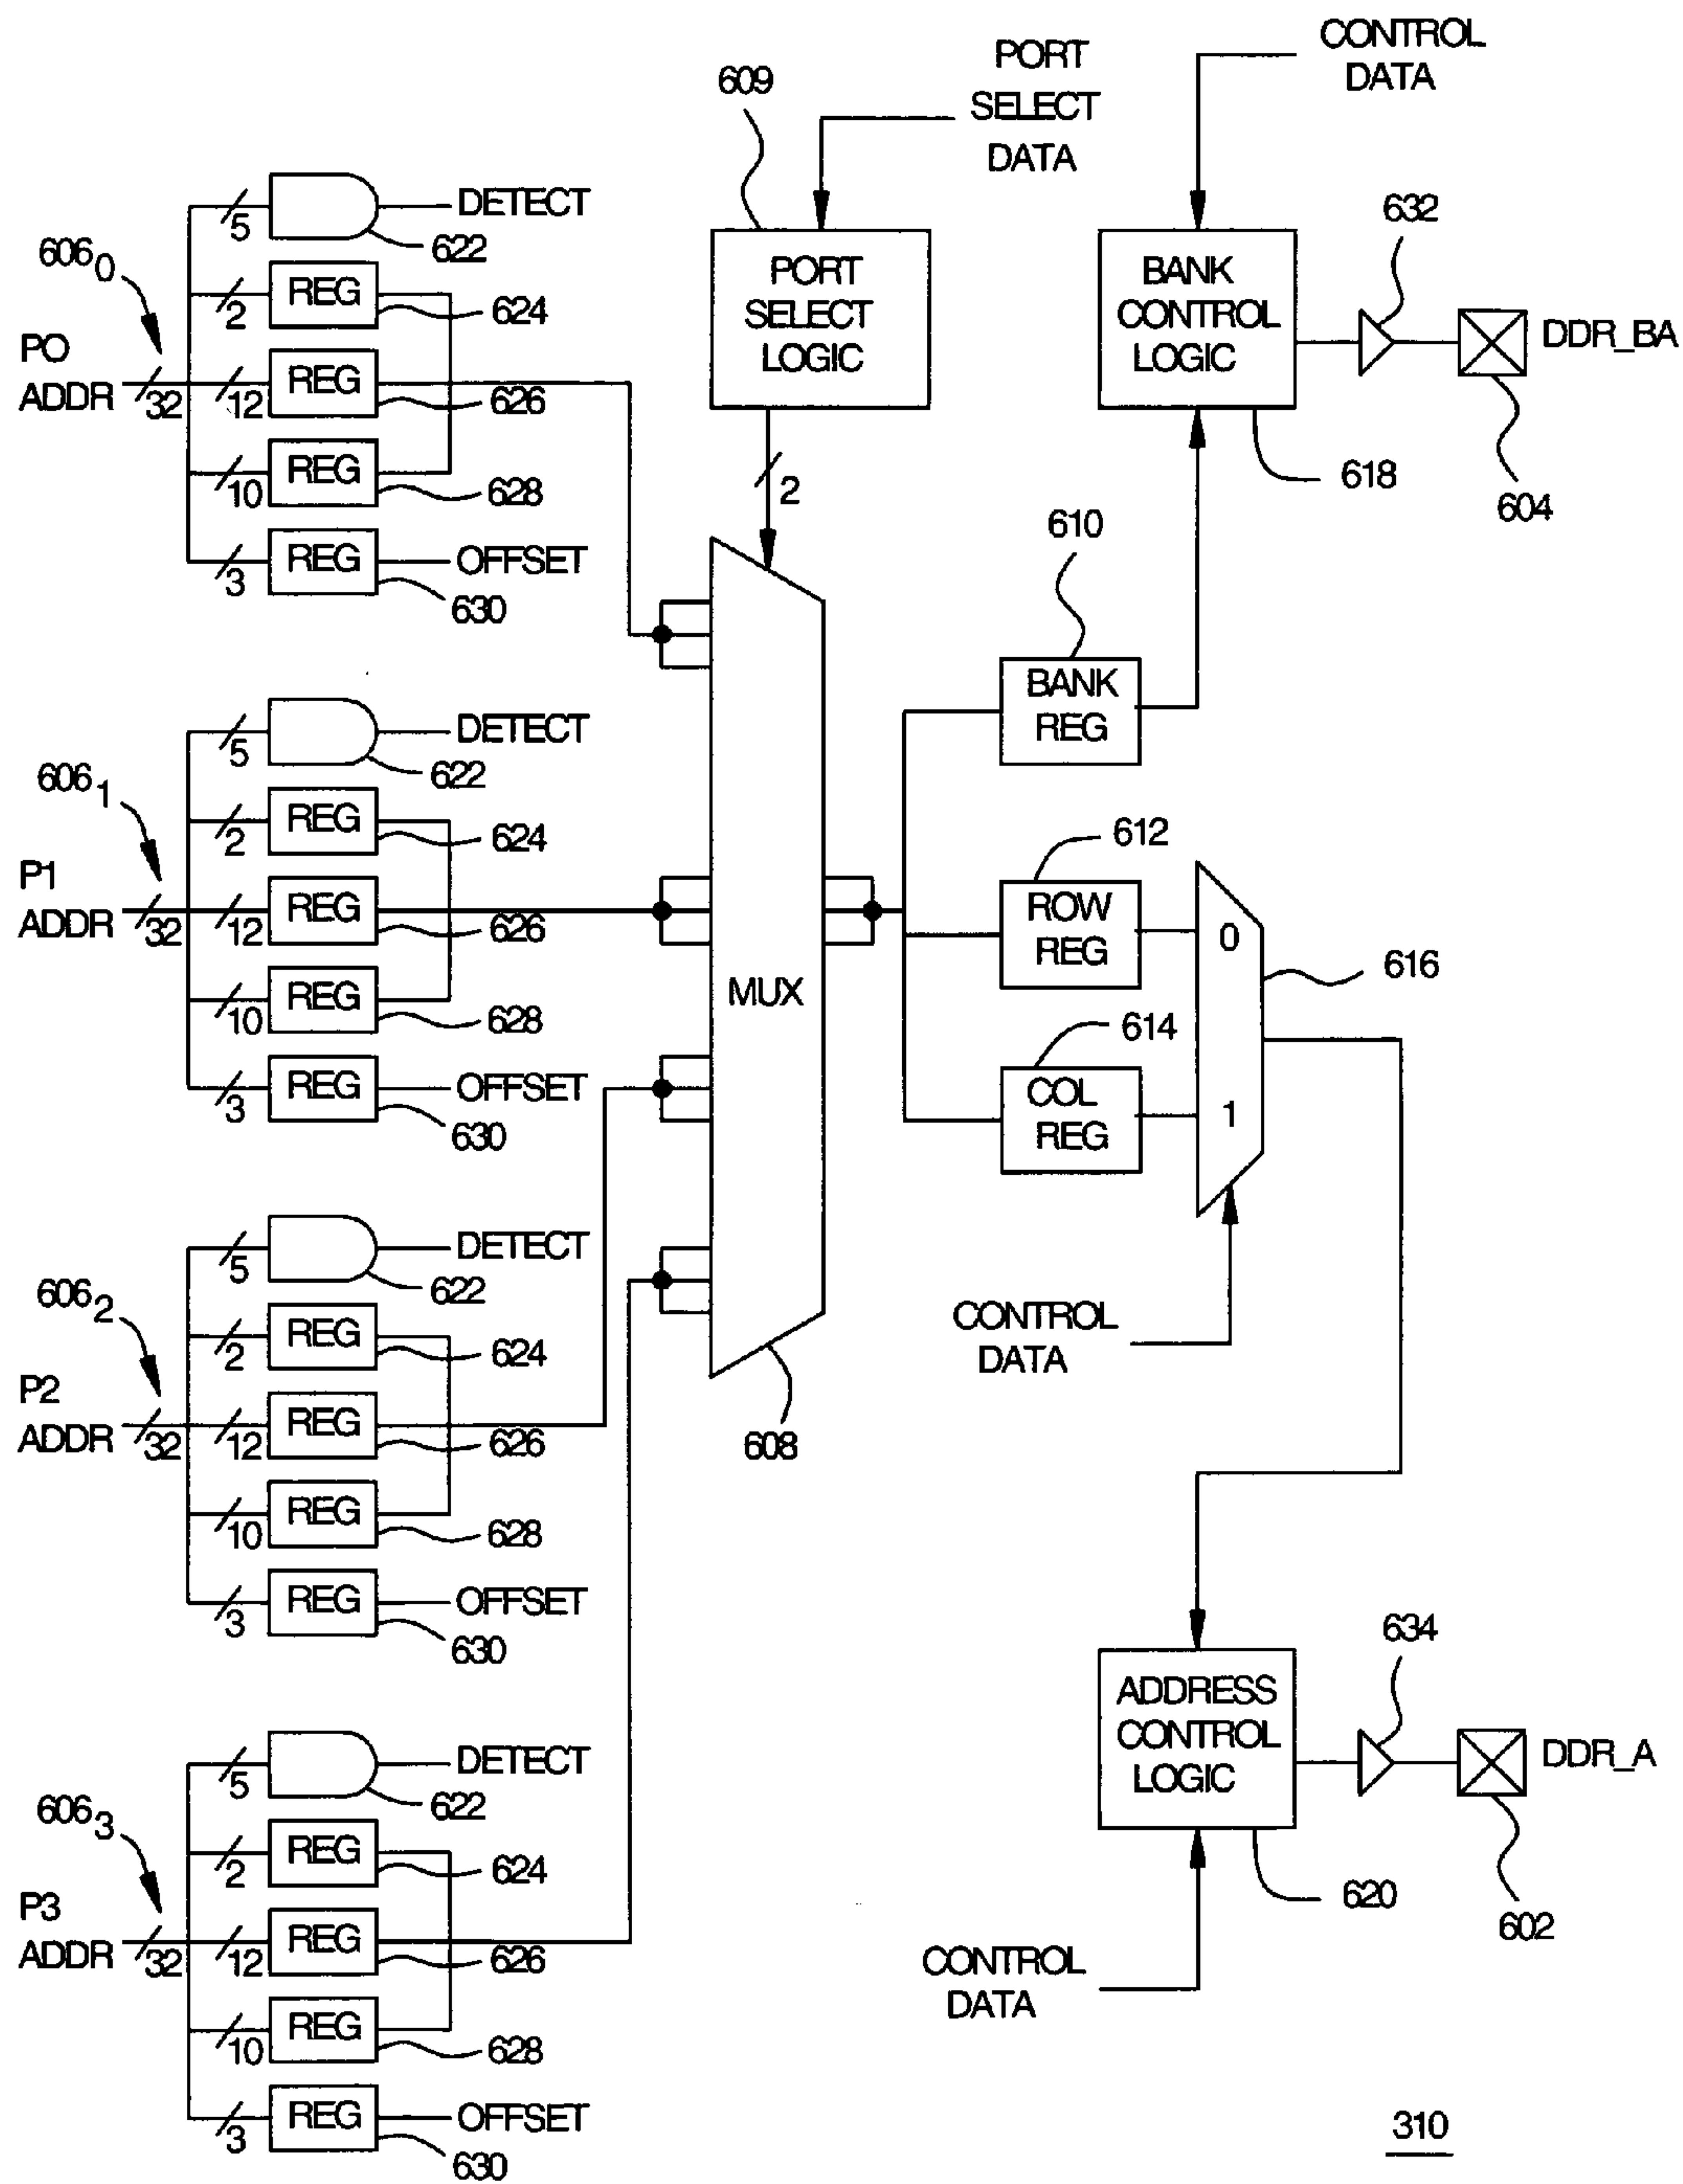 PORT
SELECT
DATA
CONTROL
DATA
609
632
PORT
SELECT
LOGIC
BANK
CONTROL
LOGIC
DDR_BA
618
604
2
606 0
PO
ADDR
32
5
DETECT
622
2
REG
624
12
REG
626
10
REG
628
3
REG
OFFSET
630
606 1
P1
ADDR
32
5
DETECT
622
2
REG
624
12
REG
626
10
REG
628
3
REG
OFFSET
630
606 2
P2
ADDR
32
5
DETECT
622
2
REG
624
12
REG
626
10
REG
628
3
REG
OFFSET
630
606 3
P3
ADDR
32
5
DETECT
622
2
REG
624
12
REG
626
10
REG
628
3
REG
OFFSET
630
MUX
608
610
BANK
REG
612
ROW
REG
614
COL
REG
0
1
616
CONTROL
DATA
634
ADDRESS
CONTROL
LOGIC
DDR_A
620
602
CONTROL
DATA
310